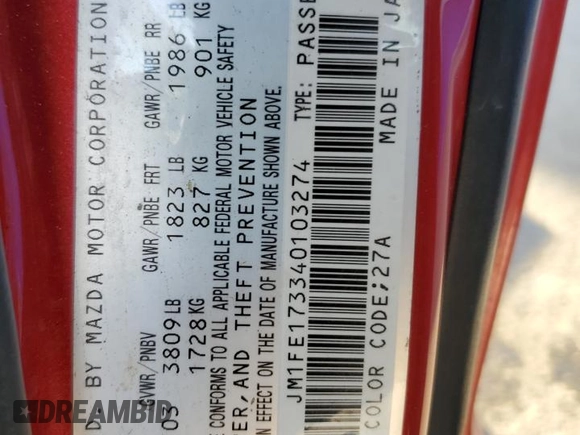 D. BY MAZDA MOTOR CORPORATION
GVWR/PNBV GAWR/PNBE FRT GAWR/PNBE RR
03 3809LB 1823 LB 1986 LB
1728KG 827 KG 901 KG
E CONFORMS TO ALL APPLICABLE FEDERAL MOTOR VEHICLE SAFETY
ER, AND THEFT PREVENTION
EFFECT ON THE DATE OF MANUFACTURE SHOWN ABOVE.
JM1FE173340103274 TYPE: PASSE
COLOR CODE;27A MADE IN JA
DREAMBID